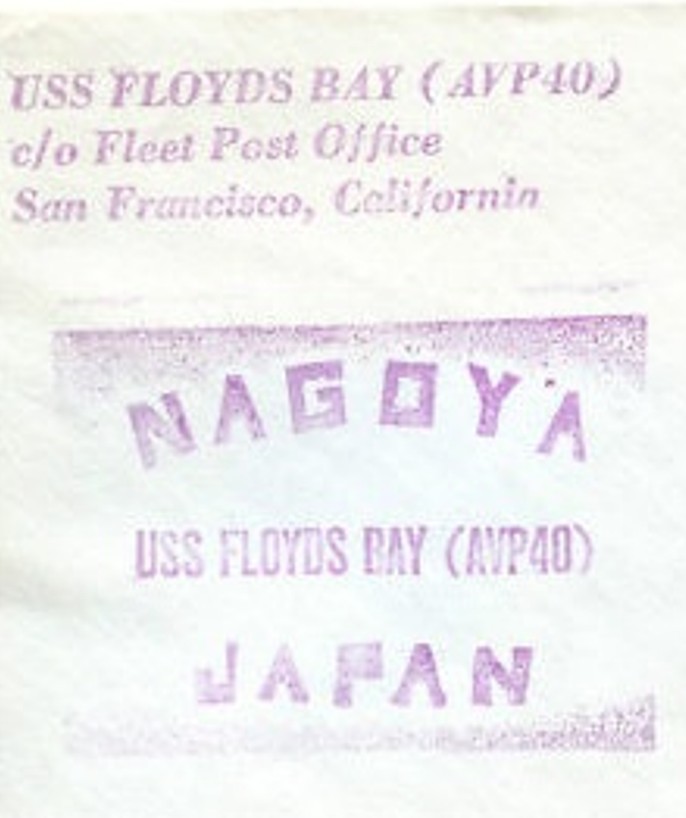 USS FLOYDS BAY (AVP40)
c/o Fleet Post Office
San Francisco, California
NAGOYA
USS FLOYDS BAY (AVP40)
JAPAN